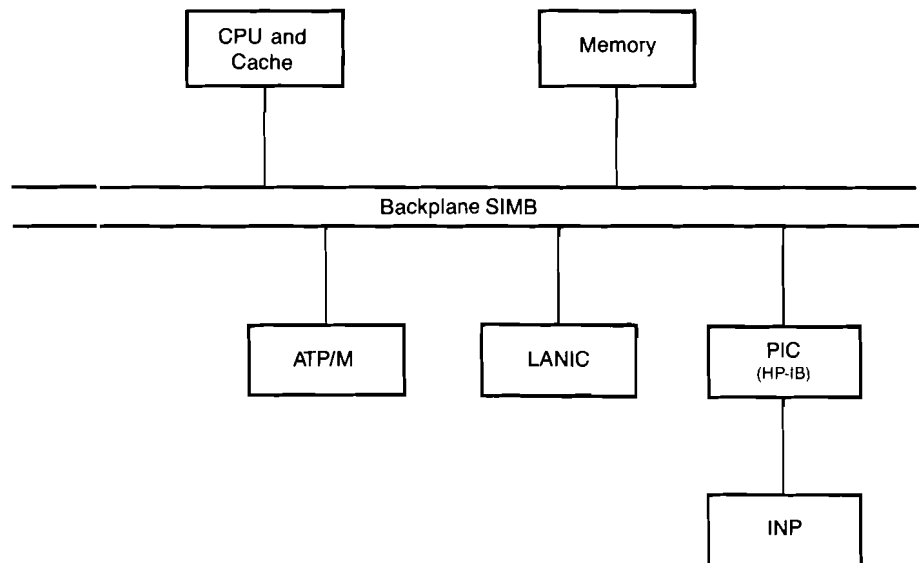 CPU and
Cache
Memory
Backplane SIMB
ATP/M
LANIC
PIC
(HP-IB)
INP